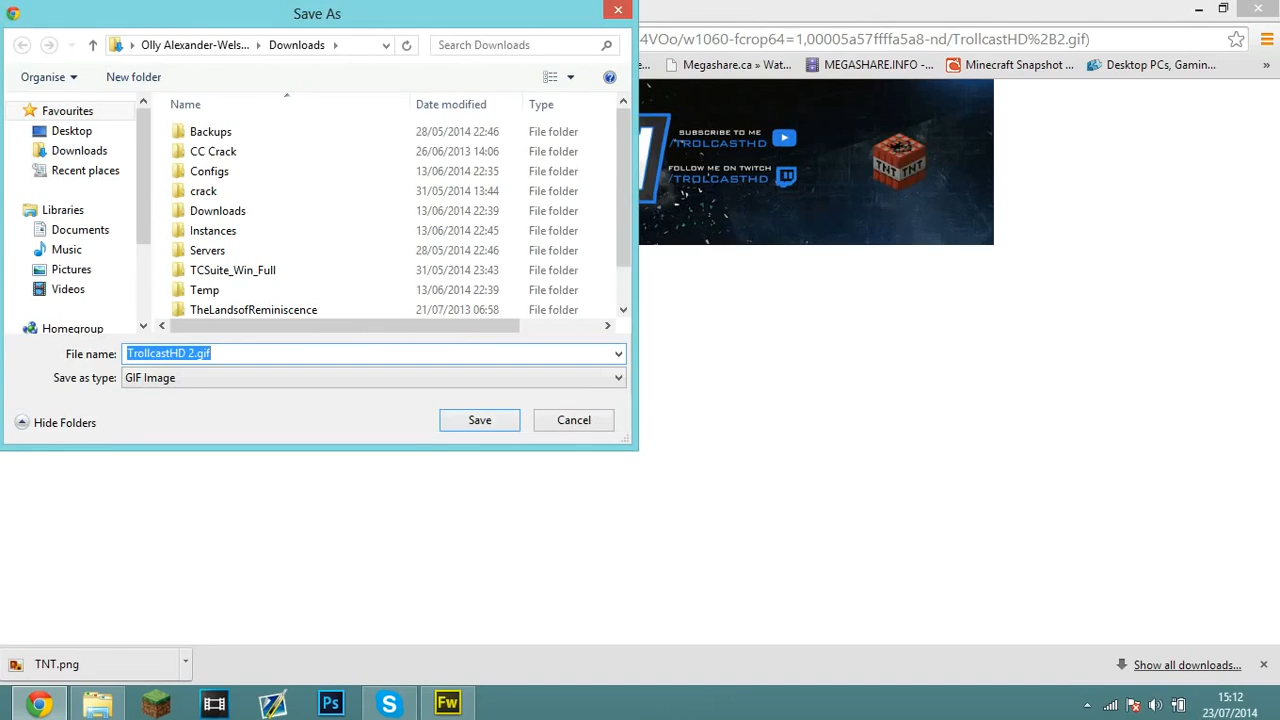 Save As
4VOo/w1060-fcrop64=1,00005a57ffffa5a8-nd/TrollcastHD%2B2.gif)
Olly Alexander-Wels...
Downloads
Search Downloads
Megashare.ca » Wat...
MEGASHARE.INFO - ...
Minecraft Snapshot ...
Desktop PCs, Gamin...
»
Organise
New folder
Name
Date modified
Type
Favourites
Desktop
Downloads
Recent places
Libraries
Documents
Music
Pictures
Videos
Homegroup
Backups 28/05/2014 22:46 File folder
CC Crack 26/06/2013 14:06 File folder
Configs 13/06/2014 22:35 File folder
crack 31/05/2014 13:44 File folder
Downloads 13/06/2014 22:39 File folder
Instances 13/06/2014 22:45 File folder
Servers 28/05/2014 22:46 File folder
TCSuite_Win_Full 31/05/2014 23:43 File folder
Temp 13/06/2014 22:39 File folder
TheLandsofReminiscence 21/07/2013 06:58 File folder
SUBSCRIBE TO ME
/TROLCASTHD
FOLLOW ME ON TWITCH
/TROLCASTHD
TNT TNT
File name: TrollcastHD 2.gif
Save as type: GIF Image
Hide Folders
Save
Cancel
TNT.png
Show all downloads...
Ps
S
Fw
15:12
23/07/2014